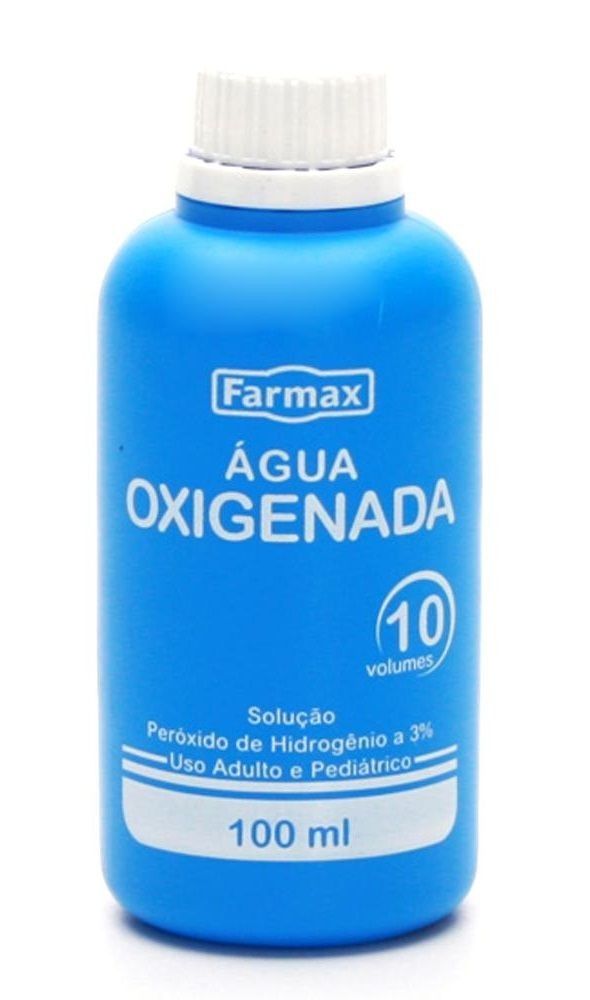 Farmax
ÁGUA
OXIGENADA
10
volumes
Solução
Peróxido de Hidrogênio a 3%
Uso Adulto e Pediátrico
100 ml